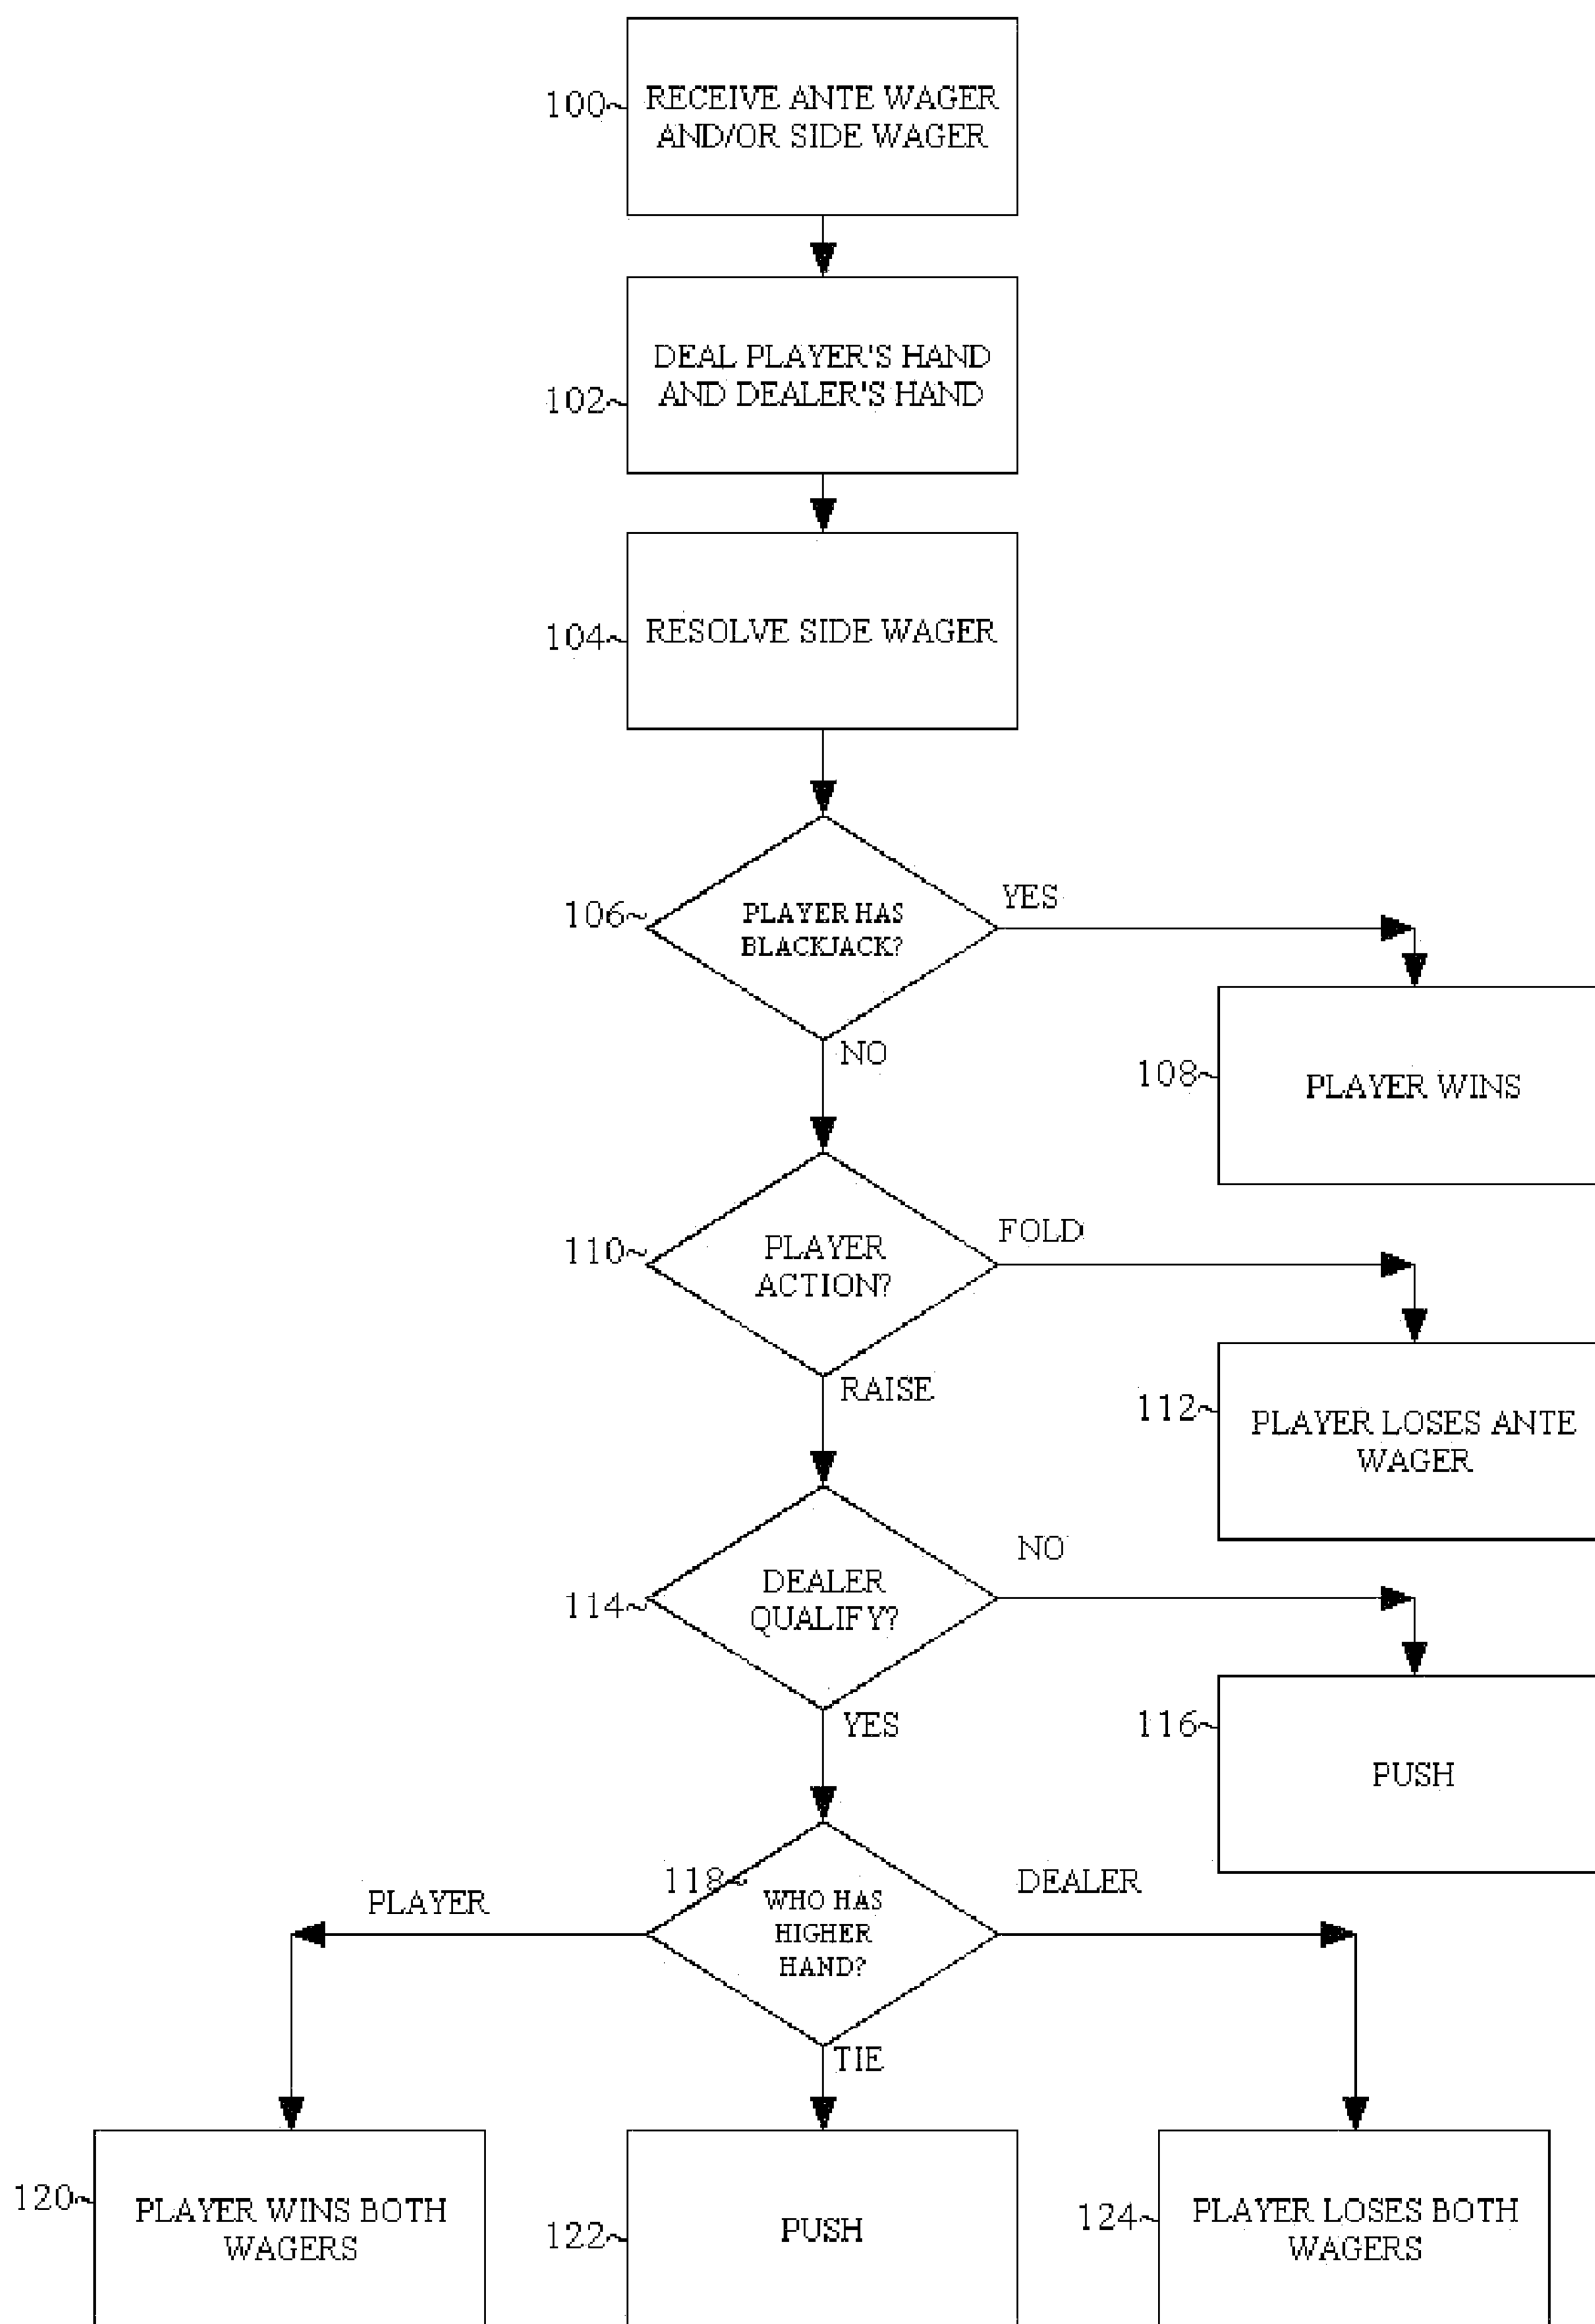 100~ RECEIVE ANTE WAGER
AND/OR SIDE WAGER
DEAL PLAYER'S HAND
102~ AND DEALER'S HAND
104~ RESOLVE SIDE WAGER
YES
106~ PLAYER HAS
BLACKJACK?
NO
108~ PLAYER WINS
FOLD
110~ PLAYER
ACTION?
RAISE
112~ PLAYER LOSES ANTE
WAGER
NO
DEALER
114~ QUALIFY?
YES
116~
PUSH
118~
DEALER
PLAYER
WHO HAS
HIGHER
HAND?
TIE
120~ PLAYER WINS BOTH
WAGERS
122~ PUSH
124~ PLAYER LOSES BOTH
WAGERS